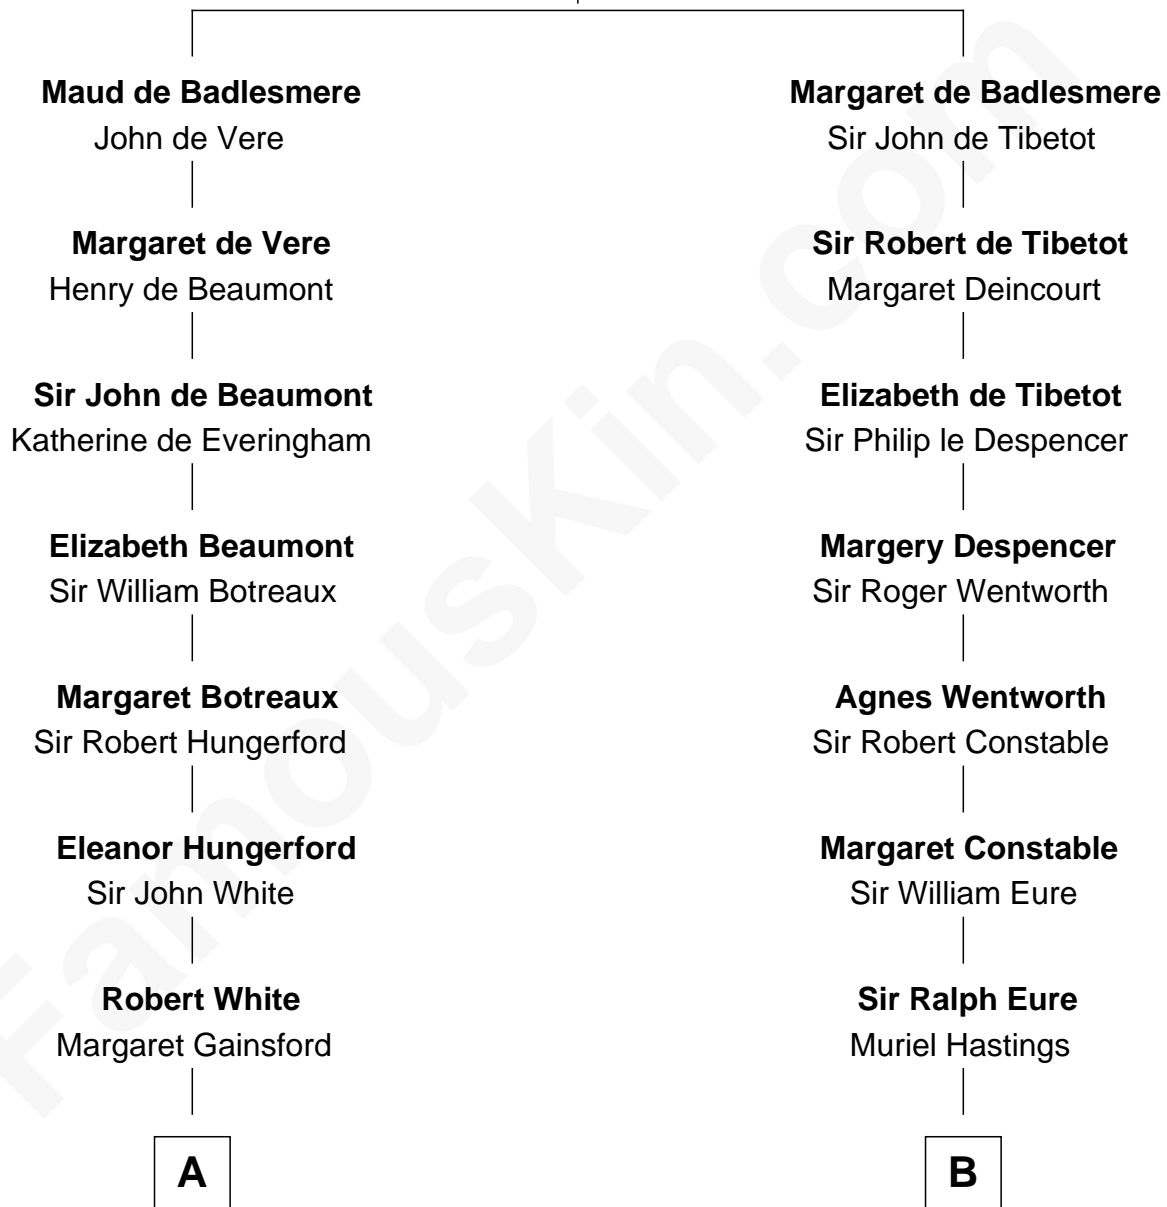 Maud de Badlesmere
John de Vere
Margaret de Vere
Henry de Beaumont
Sir John de Beaumont
Katherine de Everingham
Elizabeth Beaumont
Sir William Botreaux
Margaret Botreaux
Sir Robert Hungerford
Eleanor Hungerford
Sir John White
Robert White
Margaret Gainsford
A
Margaret de Badlesmere
Sir John de Tibetot
Sir Robert de Tibetot
Margaret Deincourt
Elizabeth de Tibetot
Sir Philip le Despencer
Margery Despencer
Sir Roger Wentworth
Agnes Wentworth
Sir Robert Constable
Margaret Constable
Sir William Eure
Sir Ralph Eure
Muriel Hastings
B
FamousKin.com